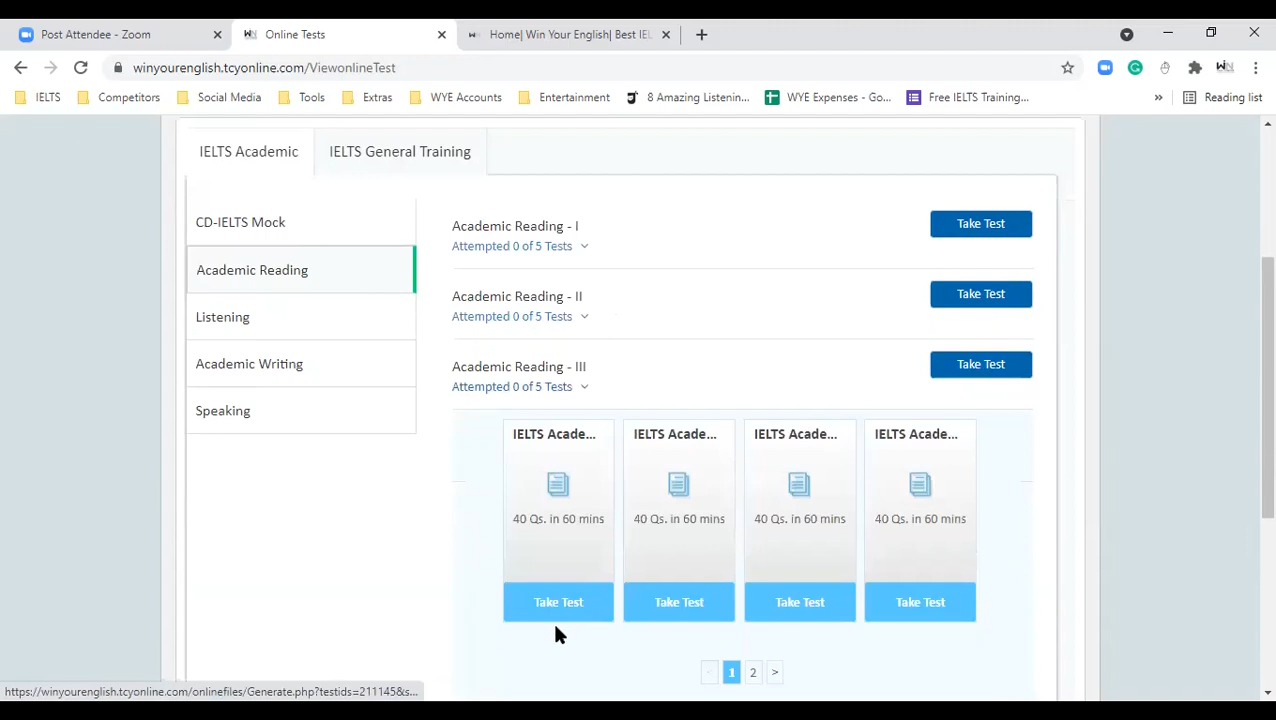 Post Attendee - Zoom
Online Tests
Home| Win Your English| Best IEL
winyourenglish.tcyonline.com/ViewonlineTest
IELTS
Competitors
Social Media
Tools
Extras
WYE Accounts
Entertainment
8 Amazing Listenin...
WYE Expenses - Go...
Free IELTS Training...
»
Reading list
IELTS Academic
IELTS General Training
CD-IELTS Mock
Academic Reading
Listening
Academic Writing
Speaking
Academic Reading - I
Take Test
Attempted 0 of 5 Tests
Academic Reading - II
Take Test
Attempted 0 of 5 Tests
Academic Reading - III
Take Test
Attempted 0 of 5 Tests
IELTS Acade... IELTS Acade... IELTS Acade... IELTS Acade...
40 Qs. in 60 mins 40 Qs. in 60 mins 40 Qs. in 60 mins 40 Qs. in 60 mins
Take Test Take Test Take Test Take Test
< 1 2 >
https://winyourenglish.tcyonline.com/onlinefiles/Generate.php?testids=211145&s...